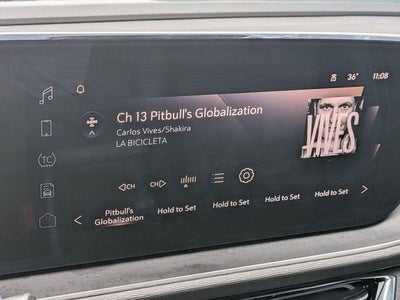 36°
11:08
Ch 13 Pitbull's Globalization
Carlos Vives/Shakira
LA BICICLETA
VIVES
TC
CH
CH
Pitbull's
Globalization
Hold to Set
Hold to Set
Hold to Set
Hold to Set